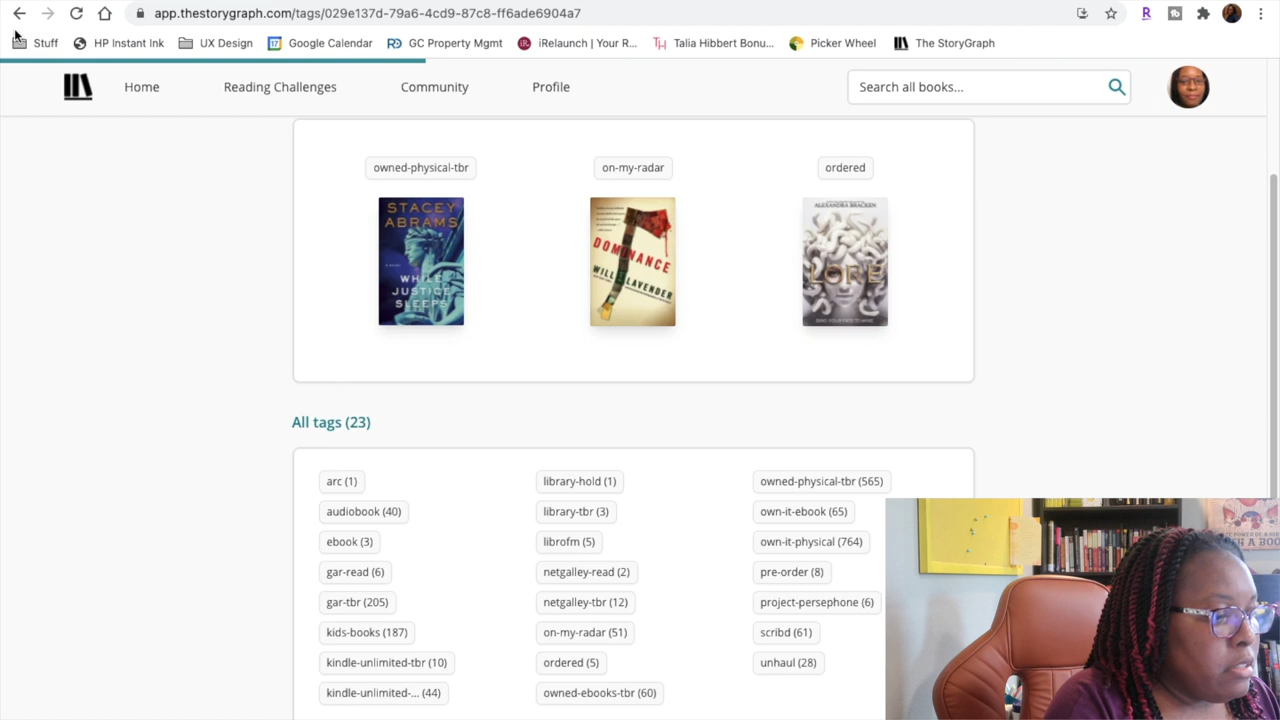 app.thestorygraph.com/tags/029e137d-79a6-4cd9-87c8-ff6ade6904a7
Stuff HP Instant Ink UX Design Google Calendar GC Property Mgmt iRelaunch | Your R... Talia Hibbert Bonu... Picker Wheel The StoryGraph
Home Reading Challenges Community Profile Search all books...
owned-physical-tbr on-my-radar ordered
STACEY ABRAMS WHILE JUSTICE SLEEPS
DOMINANCE WILL LAVENDER
ALEXANDRA BRACKEN LORE
All tags (23)
arc (1) library-hold (1) owned-physical-tbr (565)
audiobook (40) library-tbr (3) own-it-ebook (65)
ebook (3) librofm (5) own-it-physical (764)
gar-read (6) netgalley-read (2) pre-order (8)
gar-tbr (205) netgalley-tbr (12) project-persephone (6)
kids-books (187) on-my-radar (51) scribd (61)
kindle-unlimited-tbr (10) ordered (5) unhaul (28)
kindle-unlimited-... (44) owned-ebooks-tbr (60)